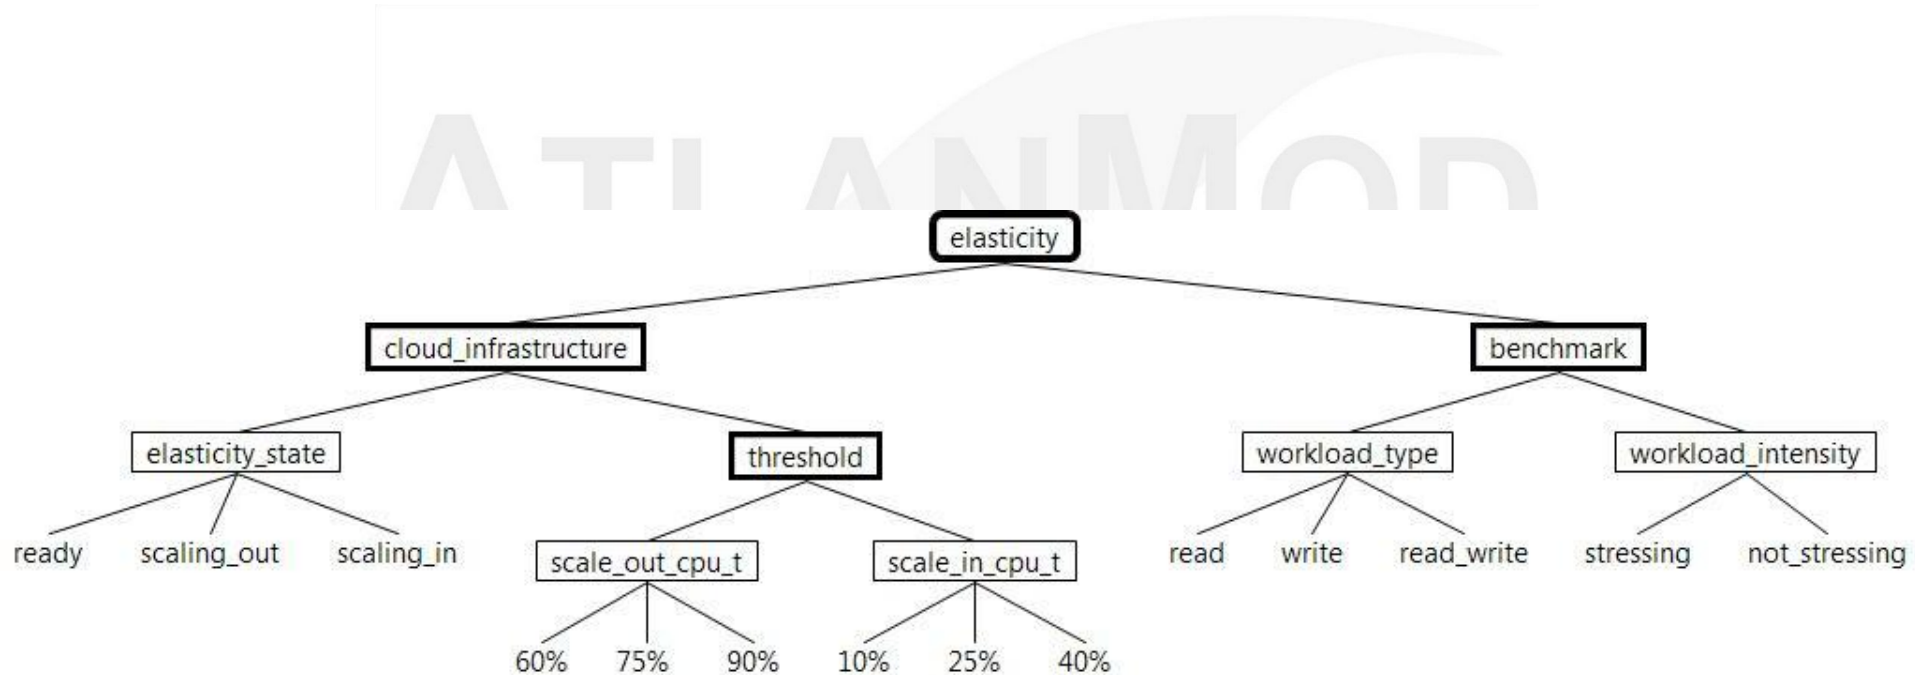 ATLANMOD
elasticity
cloud_infrastructure
benchmark
elasticity_state
threshold
workload_type
workload_intensity
ready
scaling_out
scaling_in
scale_out_cpu_t
scale_in_cpu_t
read
write
read_write
stressing
not_stressing
60%
75%
90%
10%
25%
40%